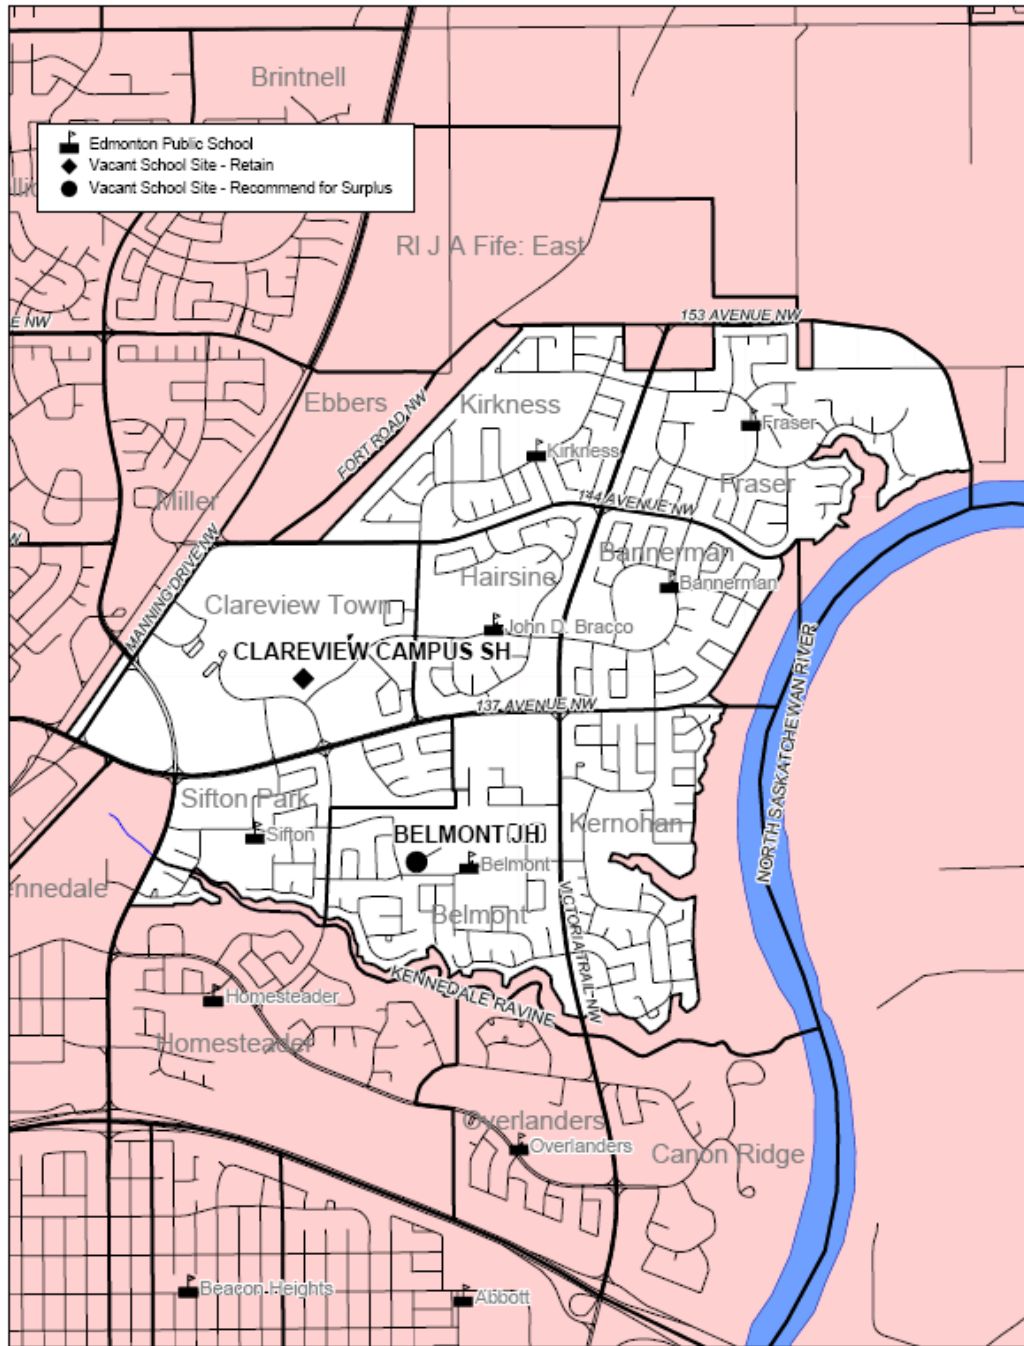 Brintnell
Edmonton Public School
Vacant School Site - Retain
Vacant School Site - Recommend for Surplus
RI J A Fife: East
153 AVENUE NW
E NW
Ebbers
FORT ROAD NW
Kirkness
Kirkness
Fraser
Fraser
Miller
144 AVENUE NW
MANNING DRIVE NW
Bannerman
Bannerman
Hairsine
Clareview Town
John D. Bracco
CLAREVIEW CAMPUS SH
137 AVENUE NW
NORTH SASKATCHEWAN RIVER
Sifton Park
Sifton
BELMONT (JH)
Kernohan
Belmont
ennedale
Belmont
VICTORIA TRAIL NW
KENNEDALE RAVINE
Homesteader
Homesteader
Overlanders
Overlanders
Canon Ridge
Beacon Heights
Abbott